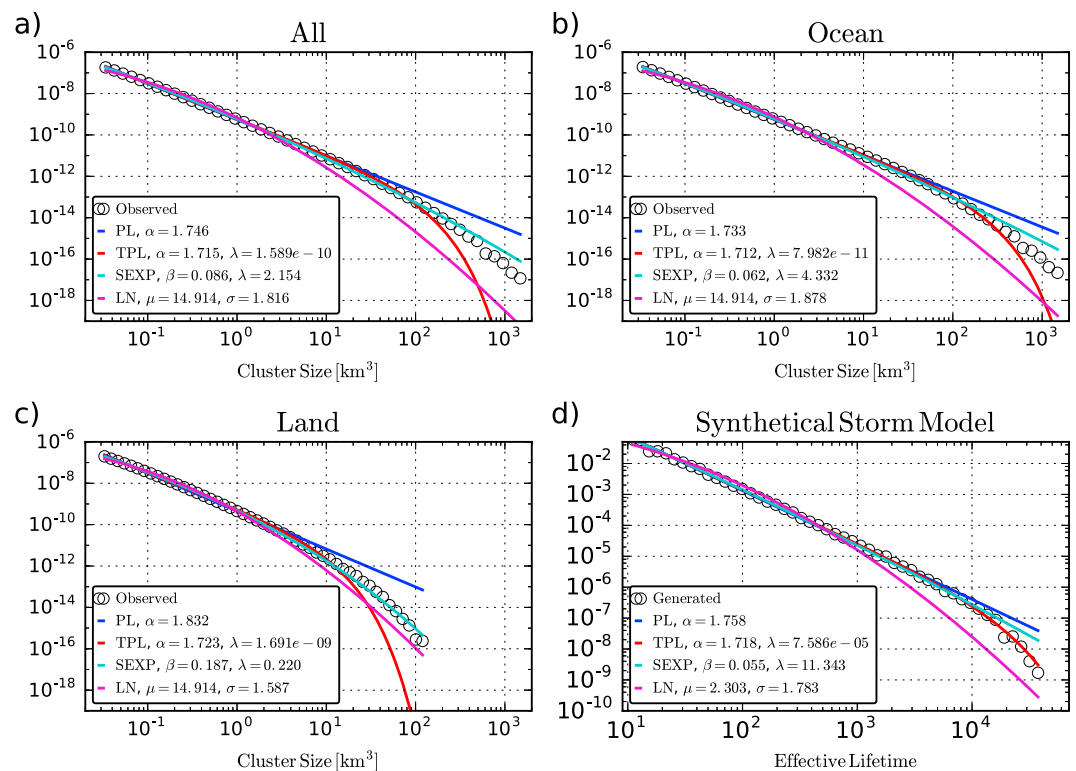 a)
All
10^-6
10^-8
10^-10
10^-12
10^-14
10^-16
10^-18
Observed
PL, α = 1.746
TPL, α = 1.715, λ = 1.589e − 10
SEXP, β = 0.086, λ = 2.154
LN, μ = 14.914, σ = 1.816
10^-1 10^0 10^1 10^2 10^3
Cluster Size [km^3]
b)
Ocean
10^-6
10^-8
10^-10
10^-12
10^-14
10^-16
10^-18
Observed
PL, α = 1.733
TPL, α = 1.712, λ = 7.982e − 11
SEXP, β = 0.062, λ = 4.332
LN, μ = 14.914, σ = 1.878
10^-1 10^0 10^1 10^2 10^3
Cluster Size [km^3]
c)
Land
10^-6
10^-8
10^-10
10^-12
10^-14
10^-16
10^-18
Observed
PL, α = 1.832
TPL, α = 1.723, λ = 1.691e − 09
SEXP, β = 0.187, λ = 0.220
LN, μ = 14.914, σ = 1.587
10^-1 10^0 10^1 10^2 10^3
Cluster Size [km^3]
d)
Synthetical Storm Model
10^-2
10^-3
10^-4
10^-5
10^-6
10^-7
10^-8
10^-9
10^-10
Generated
PL, α = 1.758
TPL, α = 1.718, λ = 7.586e − 05
SEXP, β = 0.055, λ = 11.343
LN, μ = 2.303, σ = 1.783
10^1 10^2 10^3 10^4
Effective Lifetime